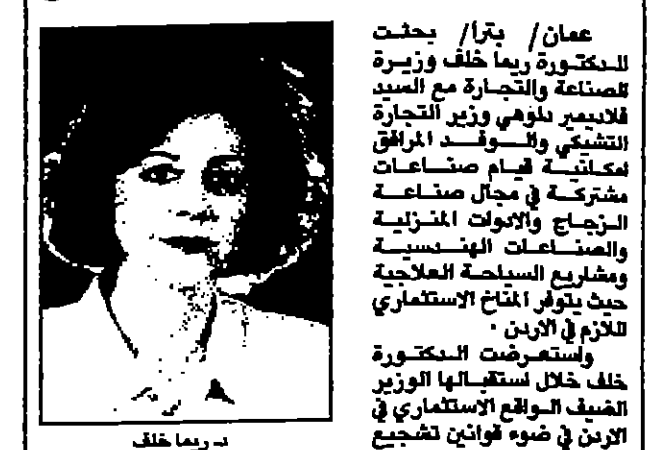 عمان/ بترا/ بحثت
الدكتورة ريما خلف وزيرة
الصناعة والتجارة مع السيد
فلاديمير دلوهي وزير التجارة
التشيكي والوفد المرافق
امكانية قيام صناعات
مشتركة في مجال صناعة
الزجاج والادوات المنزلية
والصناعات الهندسية
ومشاريع السياحة العلاجية
حيث يتوفر المناخ الاستثماري
اللازم في الاردن ٠
واستعرضت الدكتورة
خلف خلال استقبالها الوزير
الضيف الواقع الاستثماري في
الاردن في ضوء قوانين تشجيع
د. ريما خلف